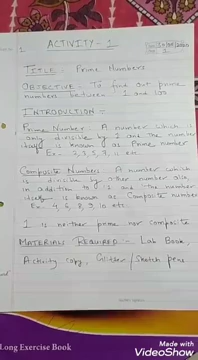 ACTIVITY - 1
TITLE: Prime Numbers
OBJECTIVE:- To find out prime
numbers between 1 and 100
INTRODUCTION:-
Prime Number A number which is
only divisible by 1 and the number
itself is known as Prime number
Ex- 2, 3, 5, 7, 11 etc
Composite Numbers A number which
is divisible by other number also,
in addition to 1 and the number
itself is known as Composite number
Ex- 4, 6, 8, 9, 10 etc.
1 is neither prime nor composite
MATERIALS REQUIRED:- Lab Book,
Activity copy, Glitter/Sketch pens
Long Exercise Book
Made with
VideoShow